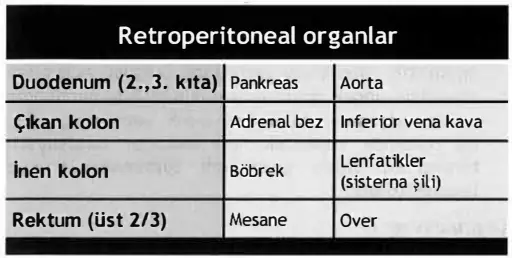 Retroperitoneal organlar
Duodenum (2.,3. kıta) Pankreas Aorta
Çıkan kolon Adrenal bez Inferior vena kava
İnen kolon Böbrek Lenfatikler
(sisterna şili)
Rektum (üst 2/3) Mesane Over